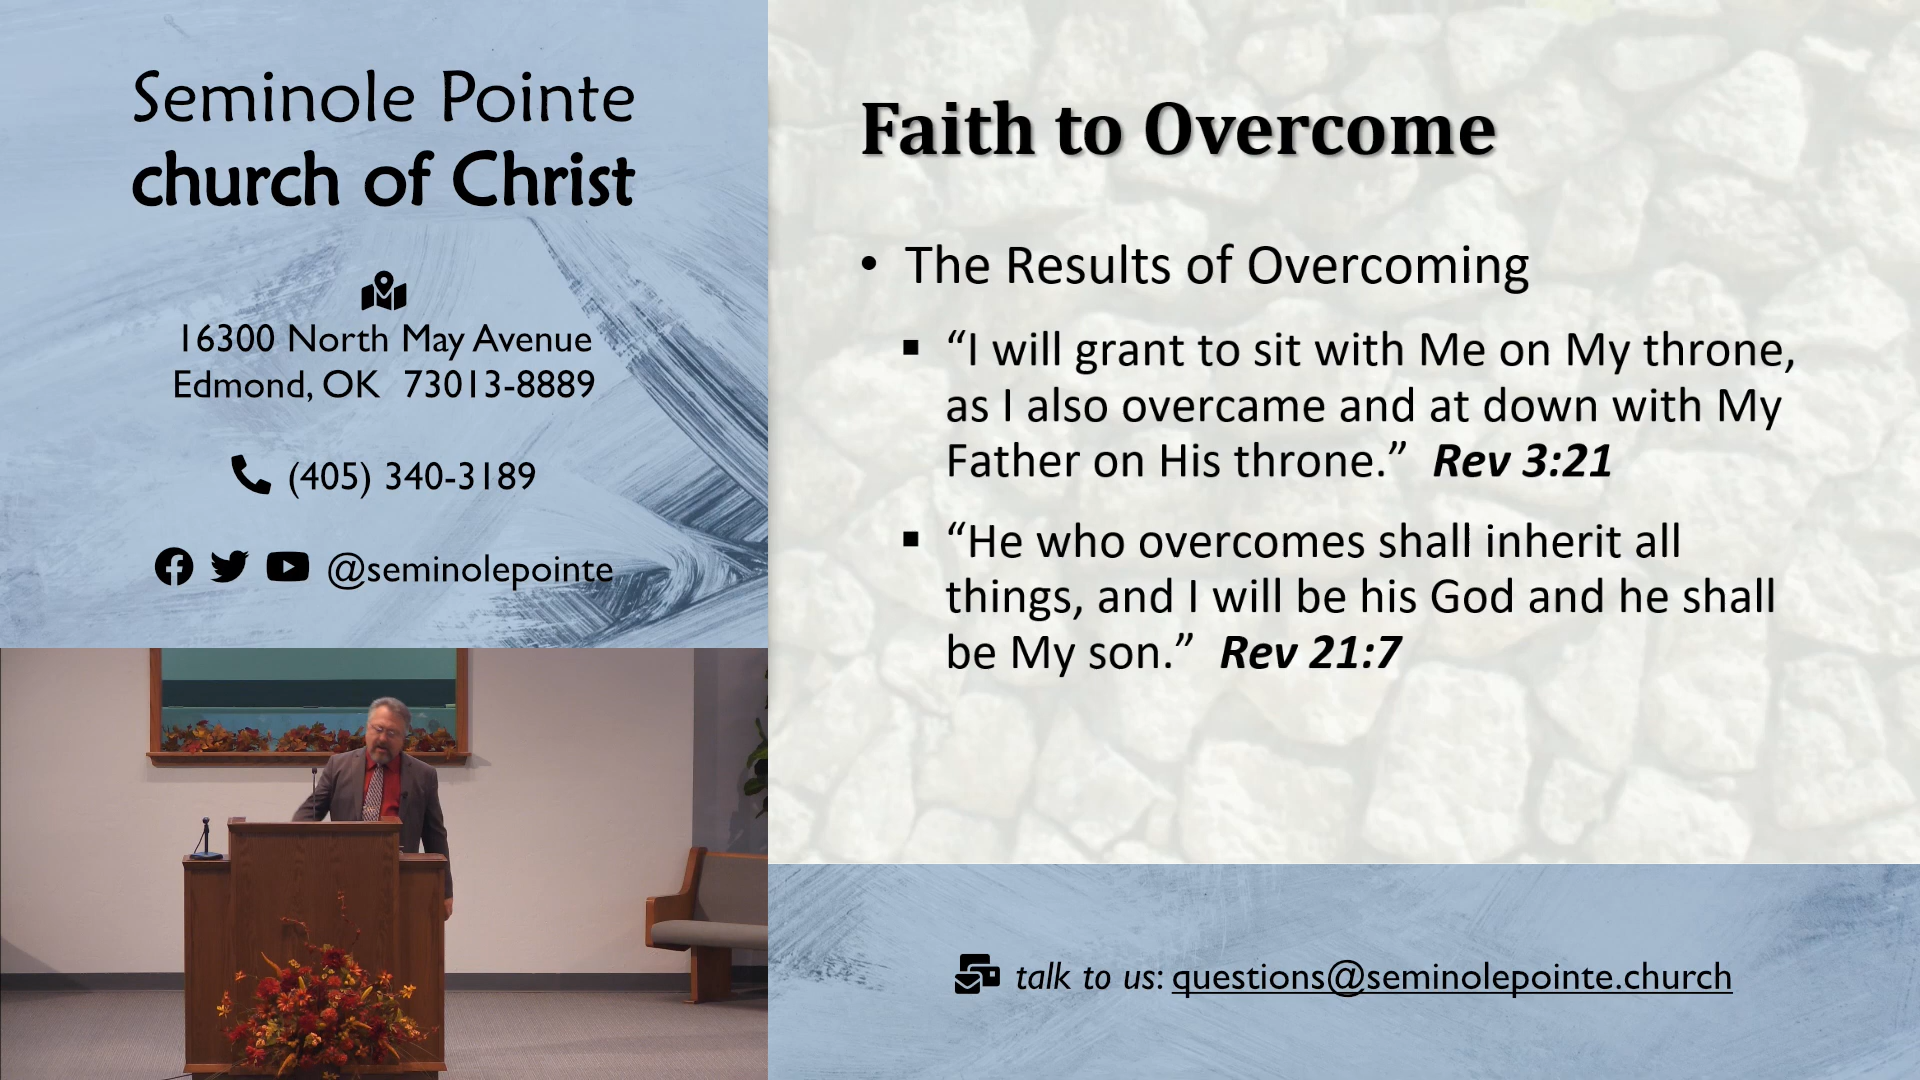 Seminole Pointe
church of Christ
16300 North May Avenue
Edmond, OK 73013-8889
(405) 340-3189
@seminolepointe
Faith to Overcome
• The Results of Overcoming
▪ “I will grant to sit with Me on My throne,
as I also overcame and at down with My
Father on His throne.” Rev 3:21
▪ “He who overcomes shall inherit all
things, and I will be his God and he shall
be My son.” Rev 21:7
talk to us: questions@seminolepointe.church